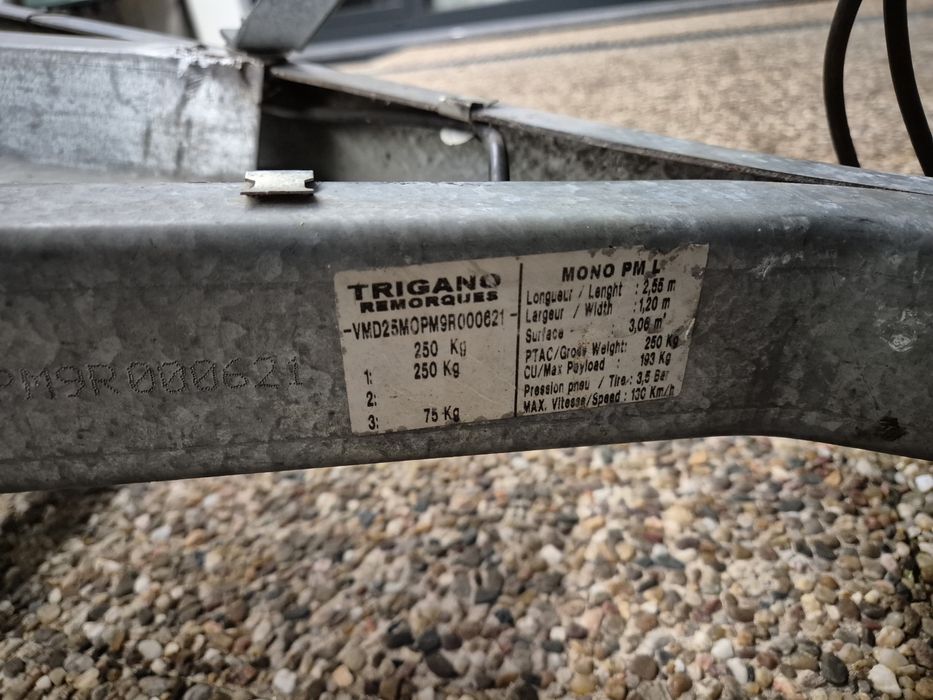 TRIGANO
REMORQUES
-VMD25MOPM9R000621-
250 Kg
1: 250 Kg
2:
3: 75 Kg
MONO PM L
Longueur / Lenght : 2,55 m
Largeur / Width : 1,20 m
Surface : 3,06 m²
PTAC/Gross Weight: 250 Kg
CU/Max Payload : 193 Kg
Pression pneu / Tire : 3,5 Bar
MAX. Vitesse/Speed : 130 Km/h
PM9R000621